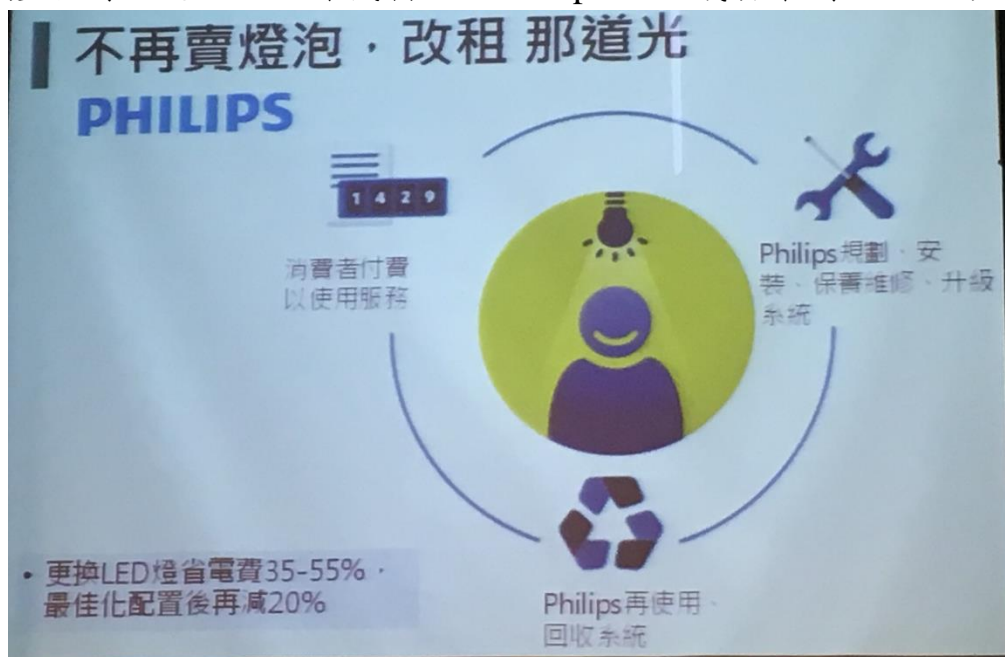 不再賣燈泡，改租 那道光
PHILIPS
1429
消費者付費
以使用服務
Philips規劃、安
裝、保養維修、升級
系統
• 更換LED燈省電費35-55%，
最佳化配置後再減20%
Philips再使用、
回收系統